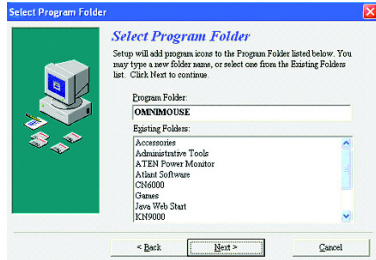 Select Program Folder
Select Program Folder
Setup will add program icons to the Program Folder listed below. You
may type a new folder name, or select one from the Existing Folders
list. Click Next to continue.
Program Folder:
OMNIMOUSE
Existing Folders:
Accessories
Administrative Tools
ATEN Power Monitor
Atlant Software
CN6000
Games
Java Web Start
KN9000
< Back
Next >
Cancel